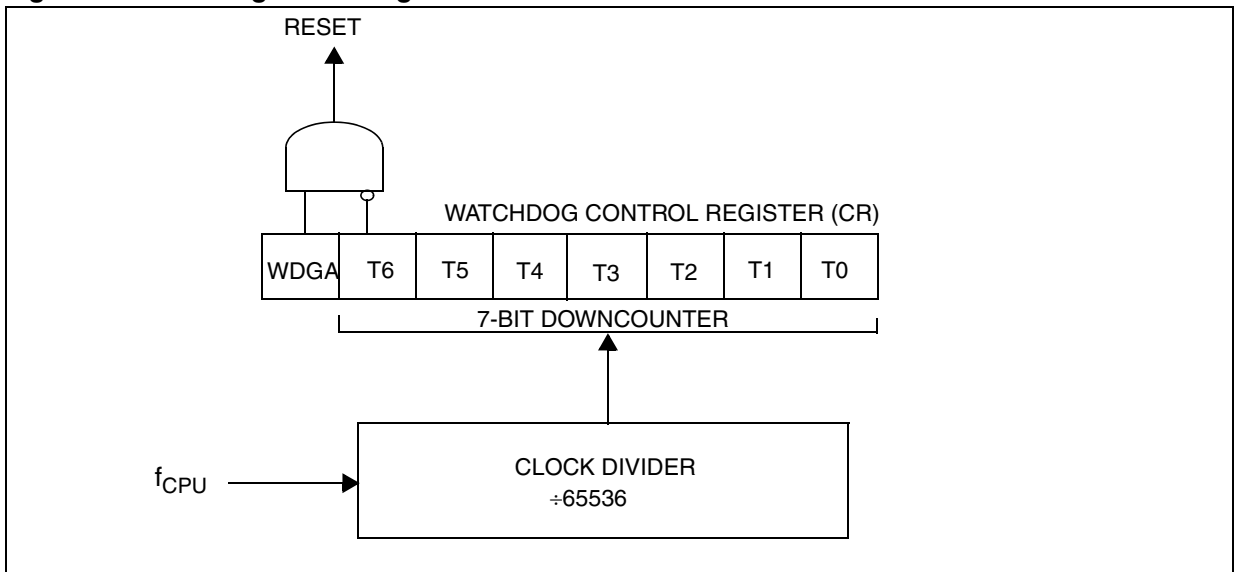 RESET
WATCHDOG CONTROL REGISTER (CR)
WDGA T6 T5 T4 T3 T2 T1 T0
7-BIT DOWNCOUNTER
fCPU
CLOCK DIVIDER
÷65536